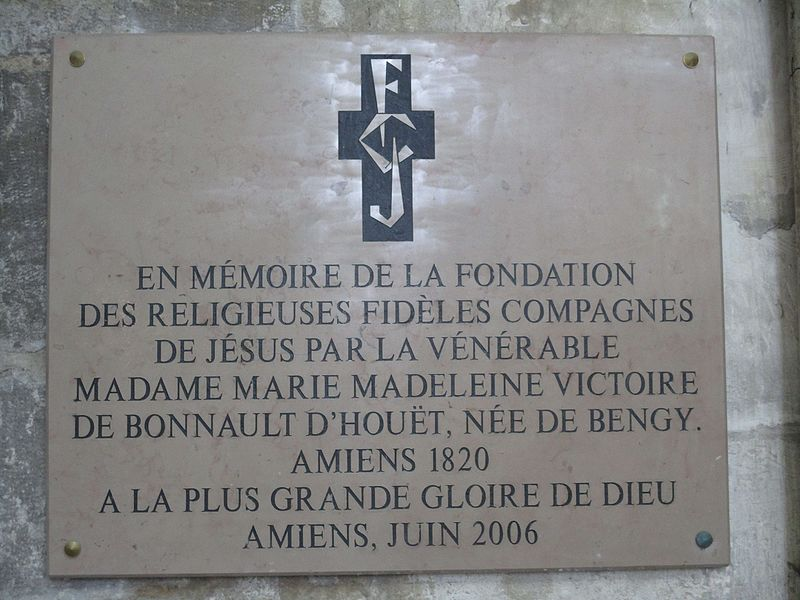 FCJ
EN MÉMOIRE DE LA FONDATION
DES RELIGIEUSES FIDÈLES COMPAGNES
DE JÉSUS PAR LA VÉNÉRABLE
MADAME MARIE MADELEINE VICTOIRE
DE BONNAULT D'HOUËT, NÉE DE BENGY.
AMIENS 1820
A LA PLUS GRANDE GLOIRE DE DIEU
AMIENS, JUIN 2006